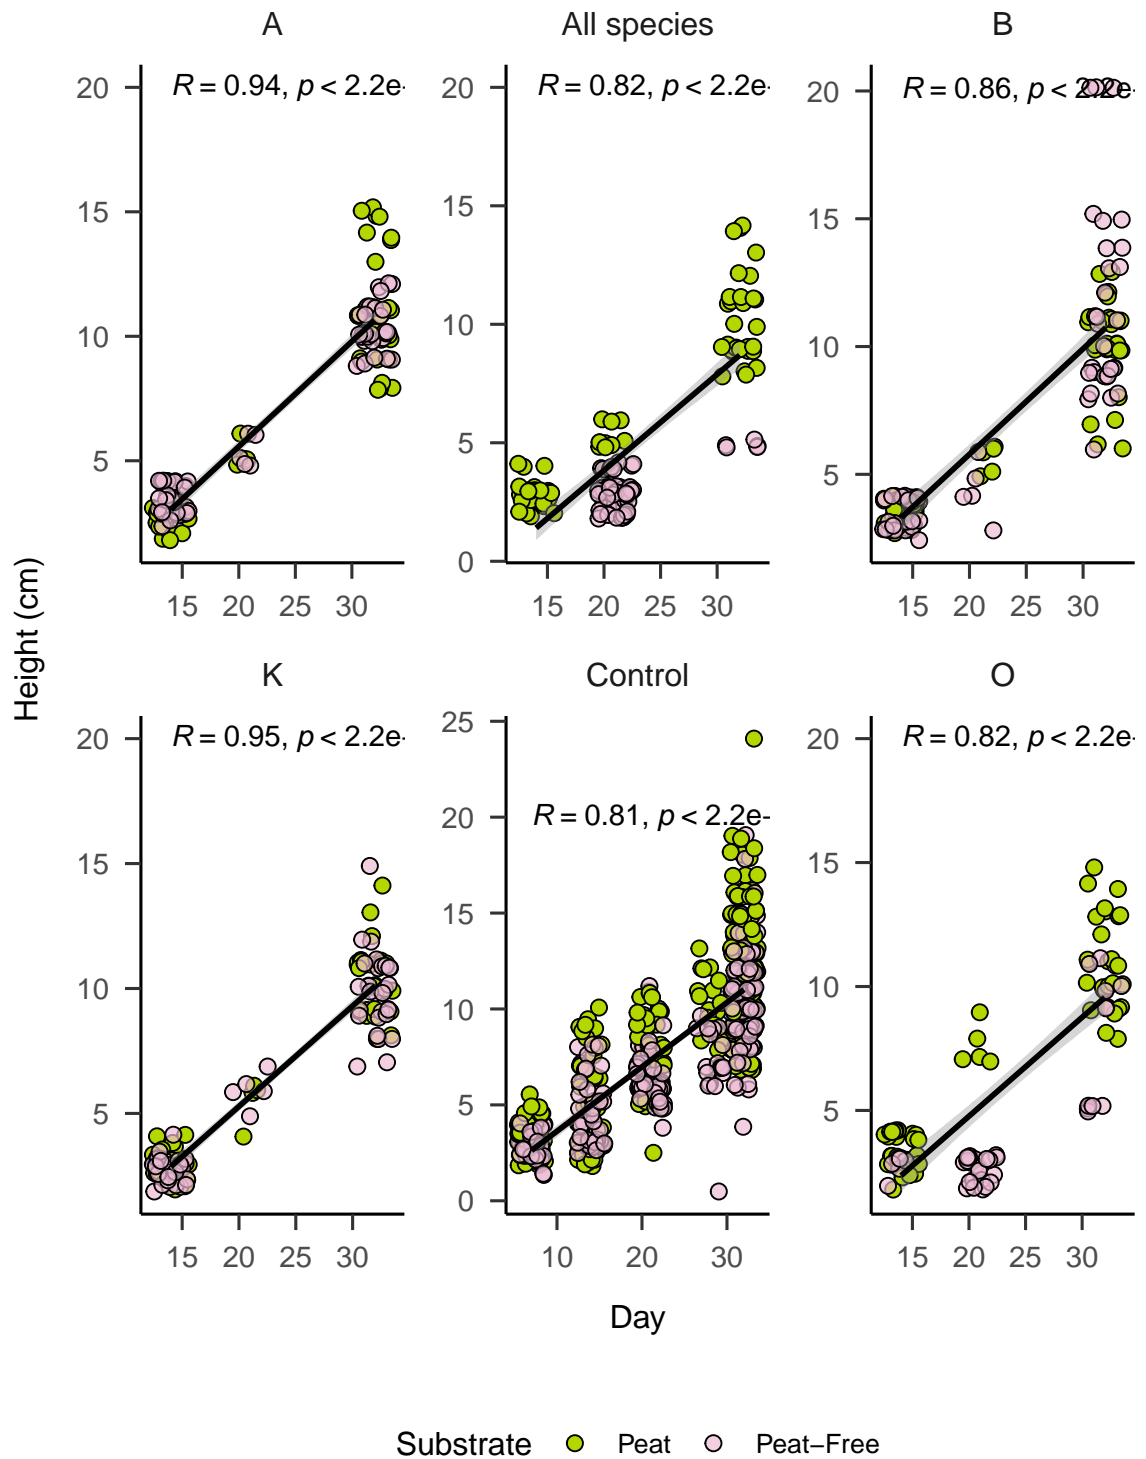 A
All species
B
20
15
10
5
R = 0.94, p < 2.2e-
15
20
25
30
20
15
10
5
0
R = 0.82, p < 2.2e-
15
20
25
30
20
15
10
5
R = 0.86, p < 2.2e-
15
20
25
30
Height (cm)
K
Control
O
20
15
10
5
R = 0.95, p < 2.2e-
15
20
25
30
25
20
15
10
5
0
R = 0.81, p < 2.2e-
10
20
30
20
15
10
5
R = 0.82, p < 2.2e-
15
20
25
30
Day
Substrate
Peat
Peat−Free